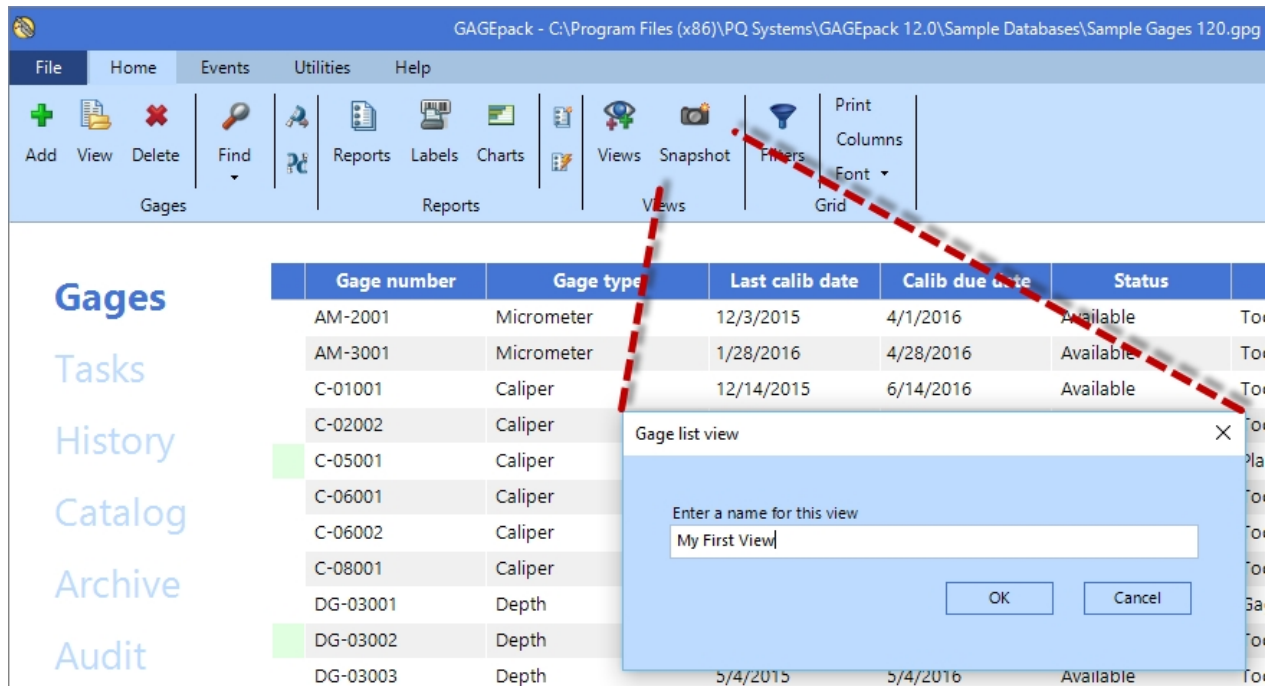 GAGEpack - C:\Program Files (x86)\PQ Systems\GAGEpack 12.0\Sample Databases\Sample Gages 120.gpg
File Home Events Utilities Help
Add View Delete Find Reports Labels Charts Views Snapshot Filters
Print
Columns
Font
Gages Reports Views Grid
Gages
Tasks
History
Catalog
Archive
Audit
Gage number Gage type Last calib date Calib due date Status
AM-2001 Micrometer 12/3/2015 4/1/2016 Available
AM-3001 Micrometer 1/28/2016 4/28/2016 Available
C-01001 Caliper 12/14/2015 6/14/2016 Available
C-02002 Caliper
C-05001 Caliper
C-06001 Caliper
C-06002 Caliper
C-08001 Caliper
DG-03001 Depth
DG-03002 Depth
DG-03003 Depth 5/4/2015 5/4/2016 Available
Gage list view
Enter a name for this view
My First View
OK Cancel